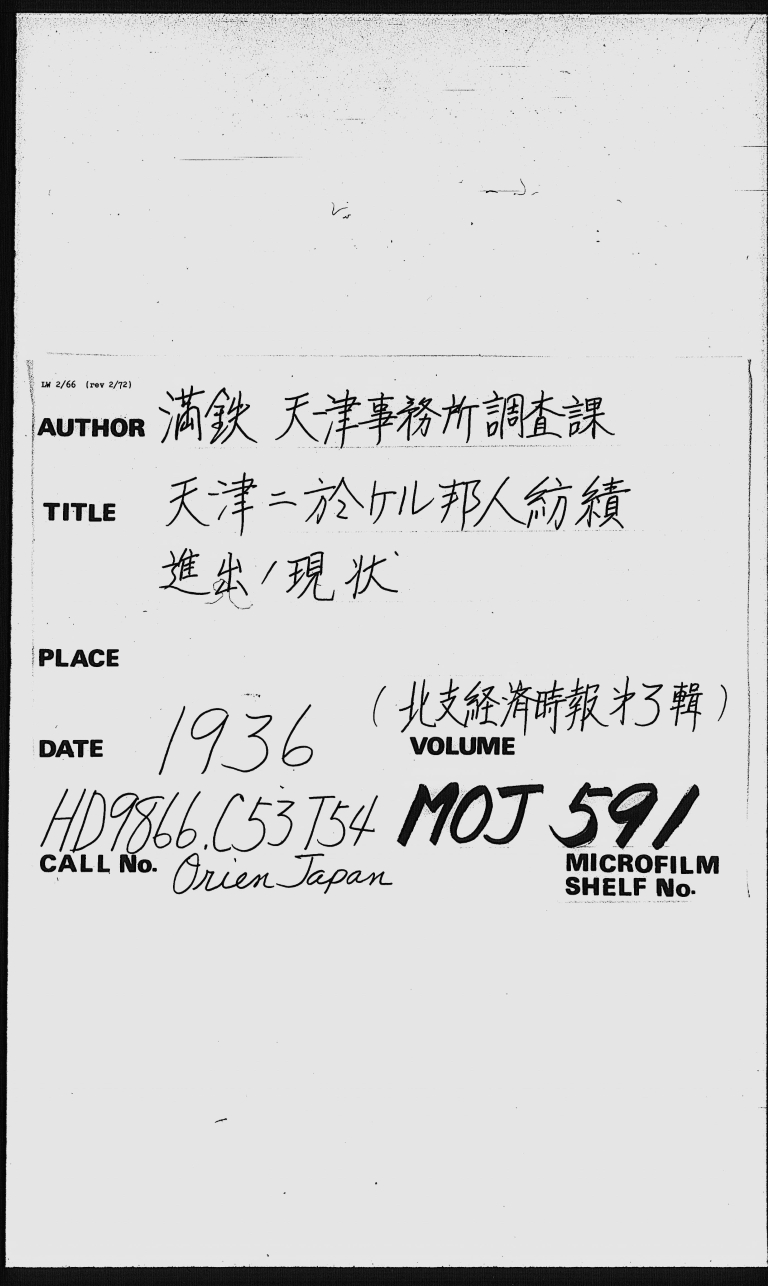 LW 2/66 (rev 2/72)
AUTHOR 満鉄 天津事務所調査課
TITLE 天津ニ於ケル邦人紡績
進出ノ現状
PLACE
(北支経済時報才3輯)
DATE 1936 VOLUME
HD9866.C53T54 MOJ 591
CALL No. Orien Japan MICROFILM
SHELF No.